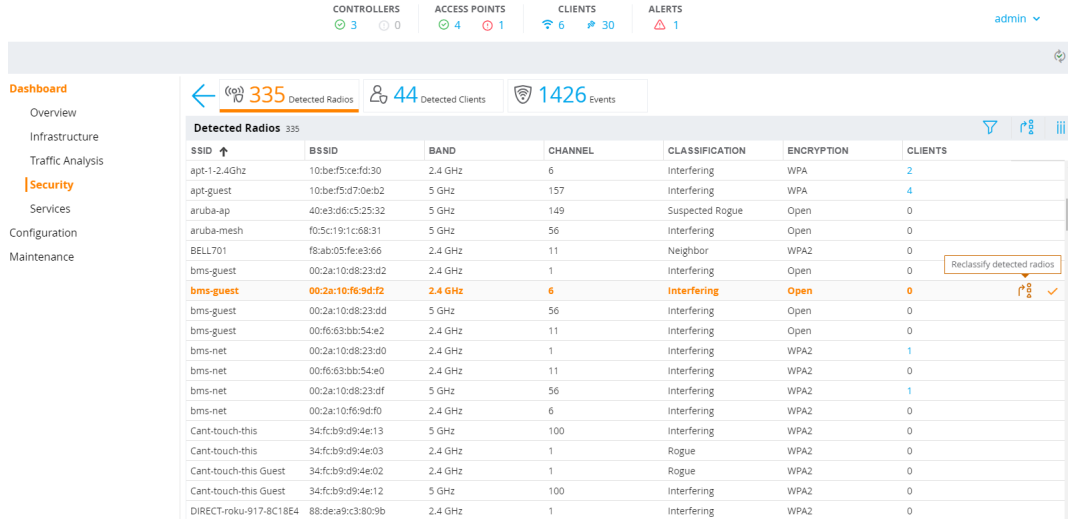 CONTROLLERS ACCESS POINTS CLIENTS ALERTS
3 0 4 1 6 30 1 admin
Dashboard
Overview
Infrastructure
Traffic Analysis
Security
Services
Configuration
Maintenance
335 Detected Radios 44 Detected Clients 1426 Events
Detected Radios 335
SSID BSSID BAND CHANNEL CLASSIFICATION ENCRYPTION CLIENTS
apt-1-2.4Ghz 10:be:f5:ce:fd:30 2.4 GHz 6 Interfering WPA 2
apt-guest 10:be:f5:d7:0e:b2 5 GHz 157 Interfering WPA 4
aruba-ap 40:e3:d6:c5:25:32 5 GHz 149 Suspected Rogue Open 0
aruba-mesh f0:5c:19:1c:68:31 5 GHz 56 Interfering Open 0
BELL701 f8:ab:05:fe:e3:66 2.4 GHz 11 Neighbor WPA2 0
Reclassify detected radios
bms-guest 00:2a:10:d8:23:d2 2.4 GHz 1 Interfering Open 0
bms-guest 00:2a:10:f6:9d:f2 2.4 GHz 6 Interfering Open 0
bms-guest 00:2a:10:d8:23:dd 5 GHz 56 Interfering Open 0
bms-guest 00:f6:63:bb:54:e2 2.4 GHz 11 Interfering Open 0
bms-net 00:2a:10:d8:23:d0 2.4 GHz 1 Interfering WPA2 1
bms-net 00:f6:63:bb:54:e0 2.4 GHz 11 Interfering WPA2 0
bms-net 00:2a:10:d8:23:df 5 GHz 56 Interfering WPA2 1
bms-net 00:2a:10:f6:9d:f0 2.4 GHz 6 Interfering WPA2 0
Cant-touch-this 34:fc:b9:d9:4e:13 5 GHz 100 Interfering WPA2 0
Cant-touch-this 34:fc:b9:d9:4e:03 2.4 GHz 1 Rogue WPA2 0
Cant-touch-this Guest 34:fc:b9:d9:4e:02 2.4 GHz 1 Rogue WPA2 0
Cant-touch-this Guest 34:fc:b9:d9:4e:12 5 GHz 100 Interfering WPA2 0
DIRECT-roku-917-8C18E4 88:de:a9:c3:80:9b 2.4 GHz 1 Interfering WPA2 0